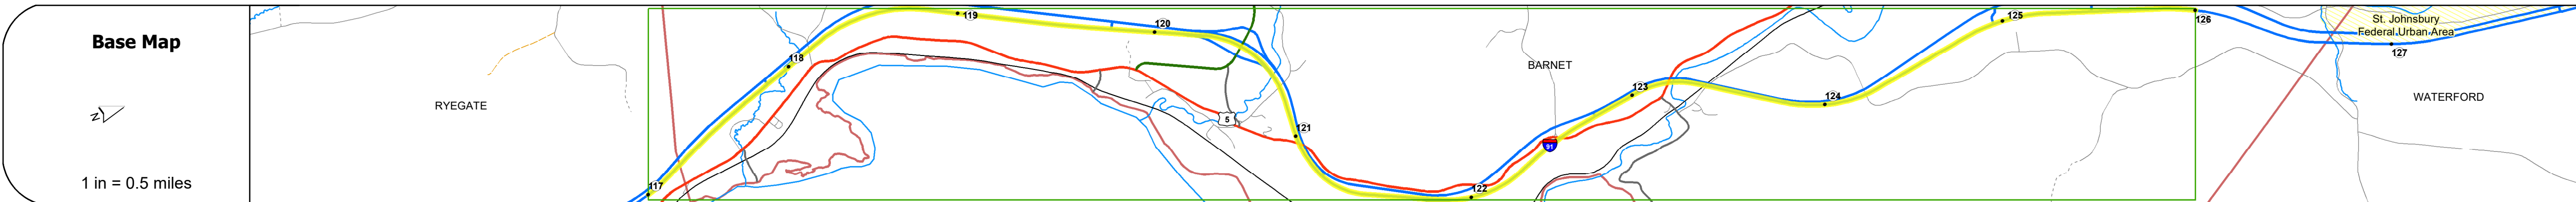 Base Map
N
1 in = 0.5 miles
RYEGATE
117
118
119
120
5
121
122
BARNET
91
123
124
125
126
St. Johnsbury
Federal Urban Area
127
WATERFORD